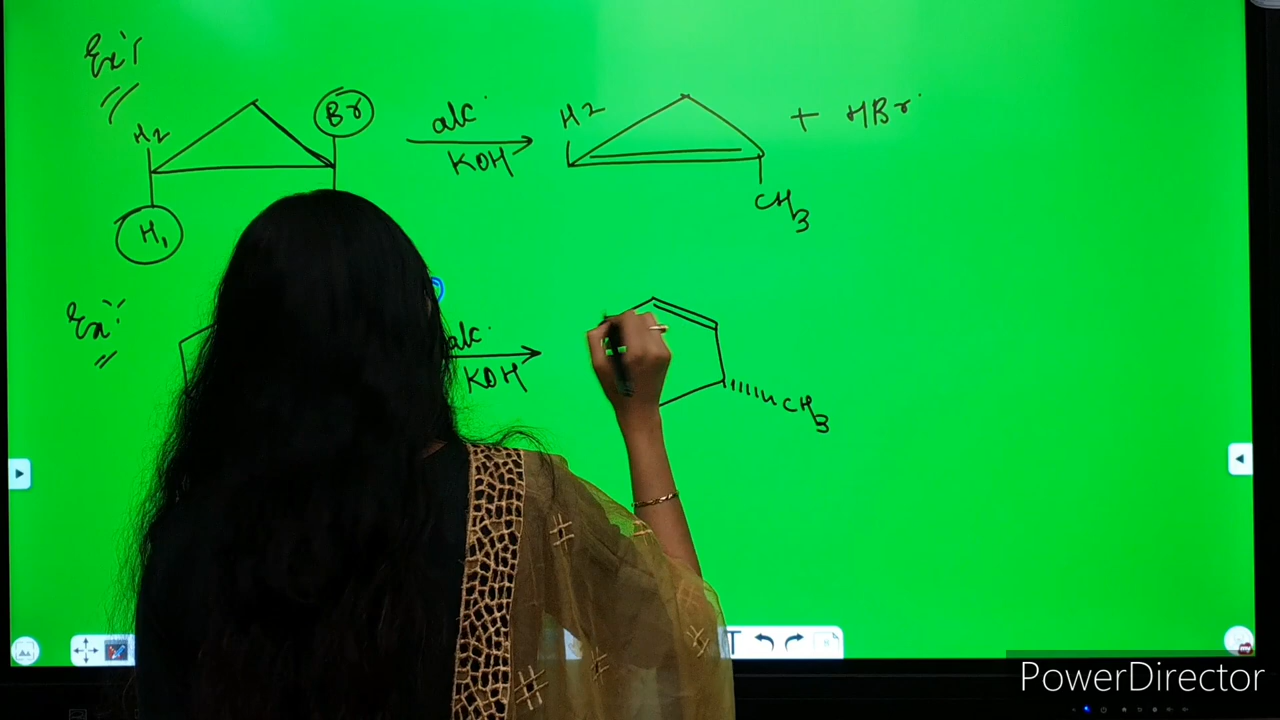 Ex:
H2 Br alc. H2 + HBr
H1 KOH CH3
Ex:
alc.
KOH CH3
T
PowerDirector